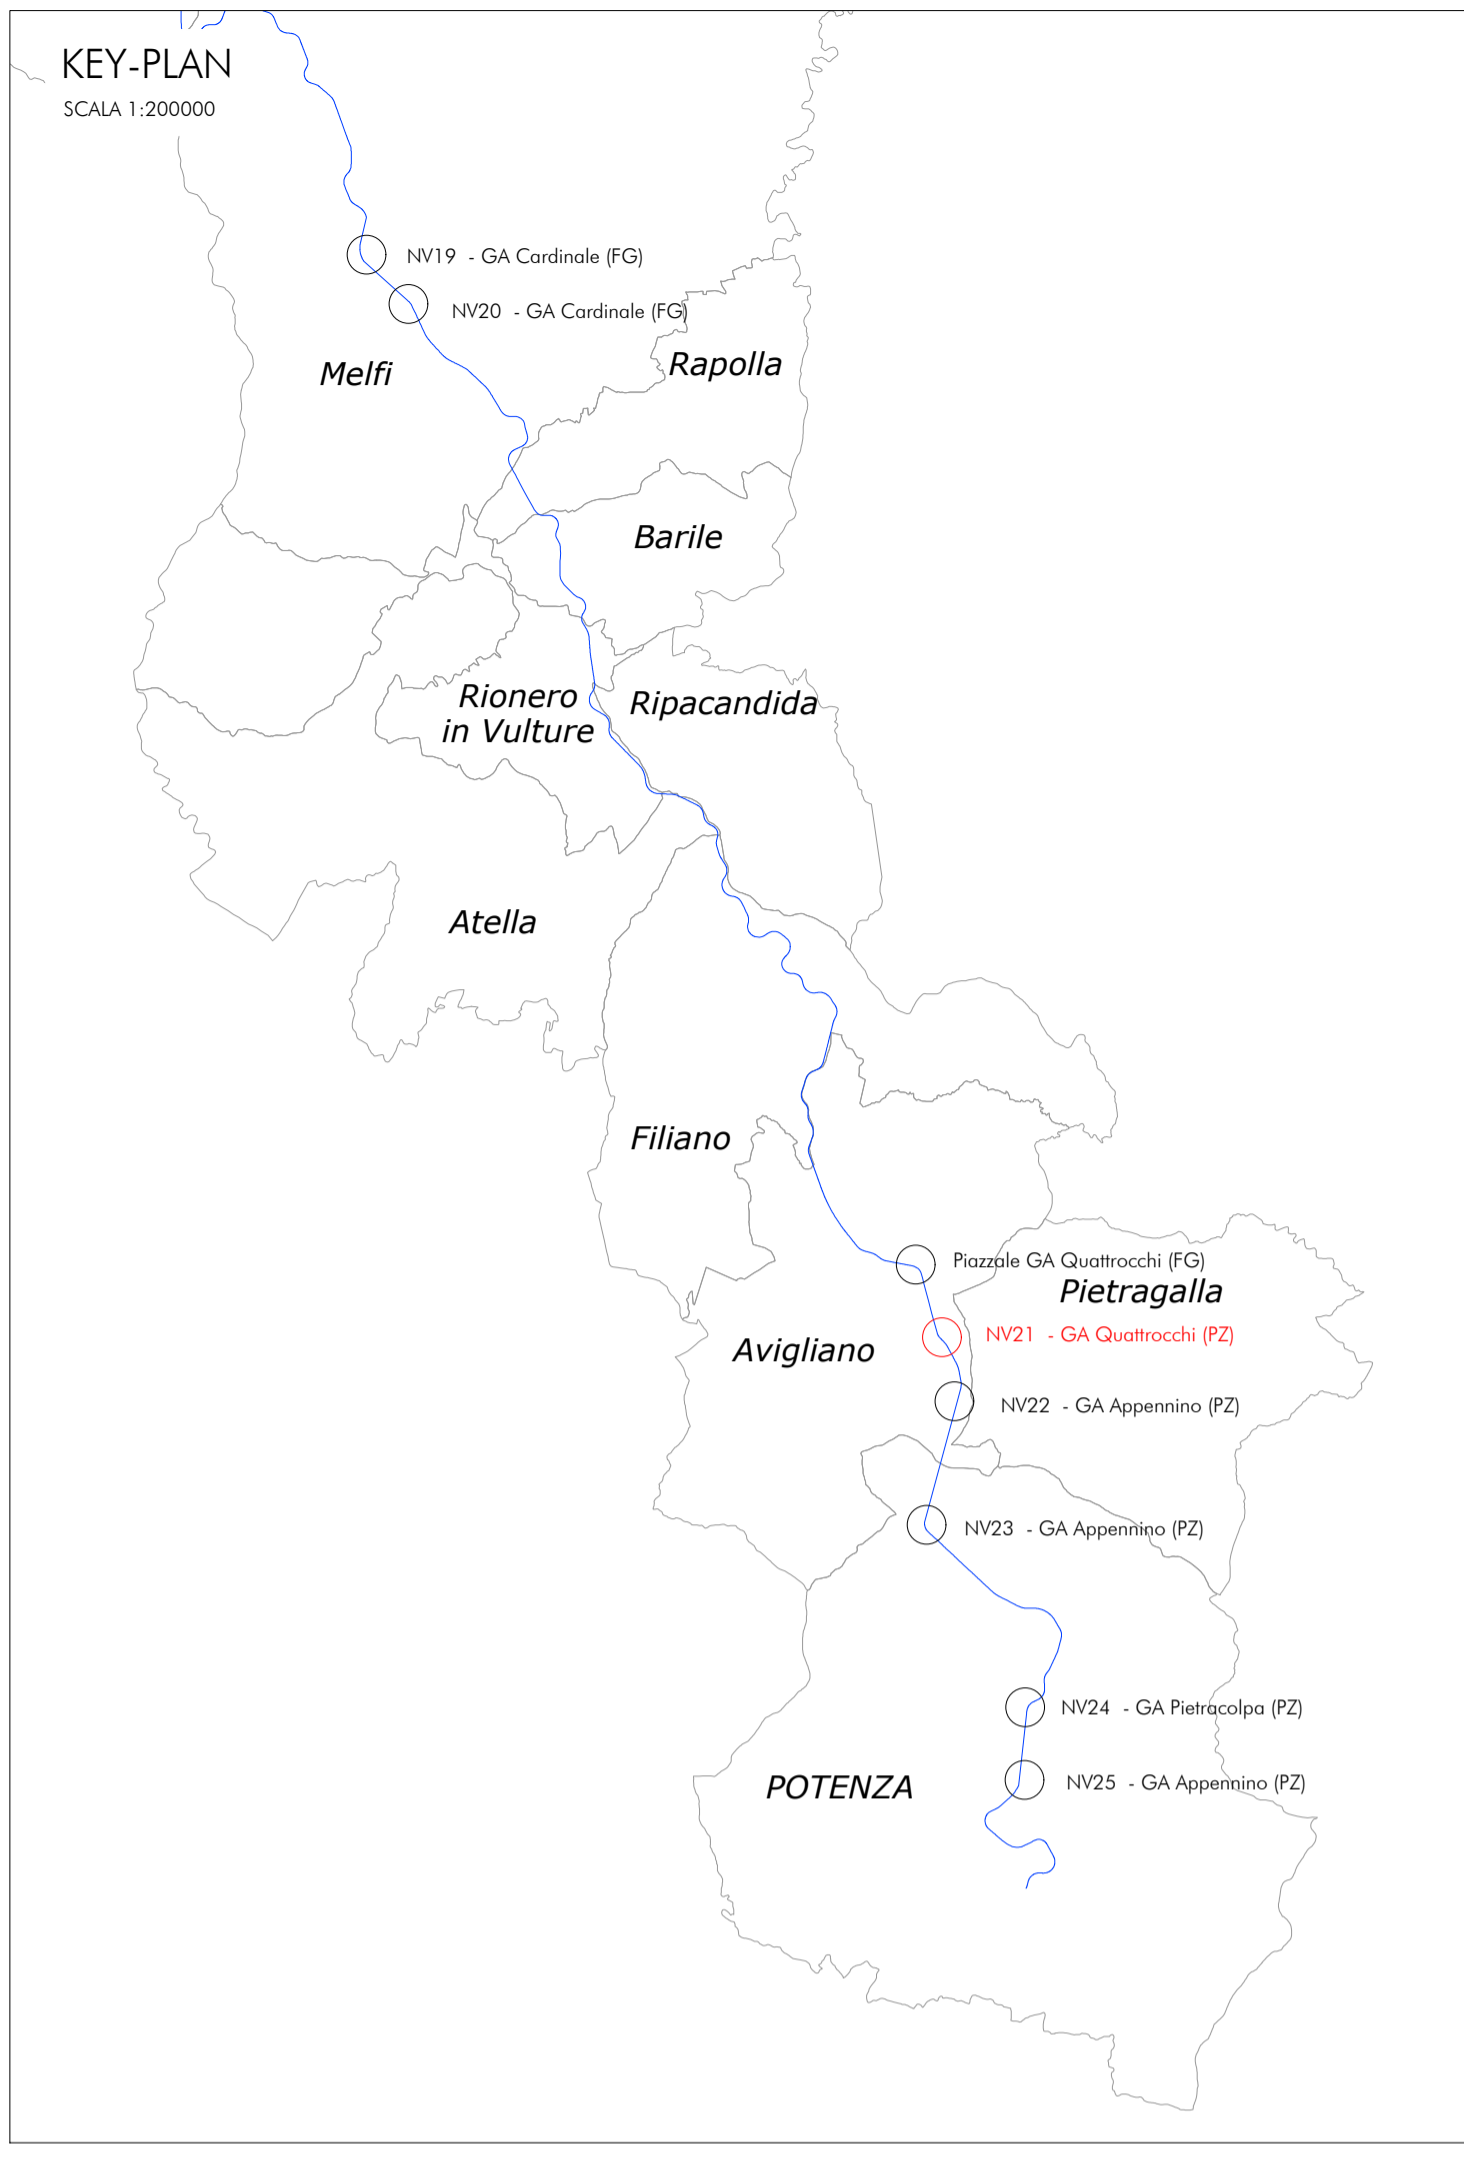 KEY-PLAN
SCALA 1:200000
NV19 - GA Cardinale (FG)
NV20 - GA Cardinale (FG)
Rapolla
Melfi
Barile
Rionero
in Vulture
Ripacandida
Atella
Filiano
Piazzale GA Quattrocchi (FG)
Pietragalla
NV21 - GA Quattrocchi (PZ)
Avigliano
NV22 - GA Appennino (PZ)
NV23 - GA Appennino (PZ)
NV24 - GA Pietracolpa (PZ)
POTENZA
NV25 - GA Appennino (PZ)